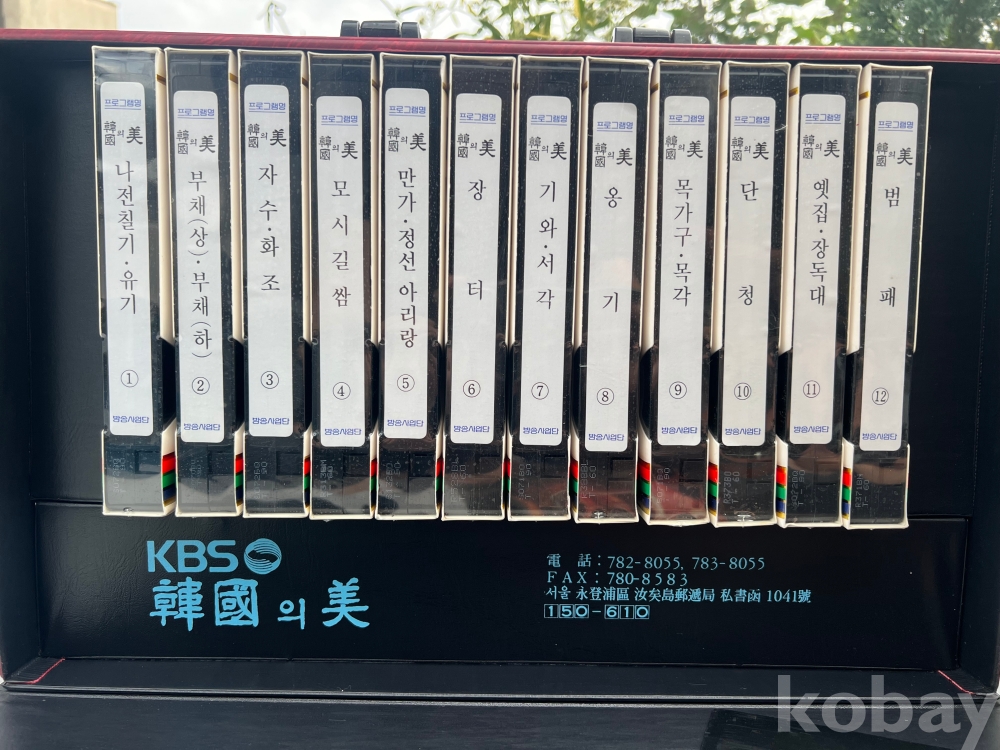 프로그램명
韓國의 美
나전칠기·유기
①
방송사업단
프로그램명
韓國의 美
부채(상)·부채(하)
②
방송사업단
프로그램명
韓國의 美
자수·화조
③
방송사업단
프로그램명
韓國의 美
모시길쌈
④
방송사업단
프로그램명
韓國의 美
만가·정선 아리랑
⑤
방송사업단
프로그램명
韓國의 美
장터
⑥
방송사업단
프로그램명
韓國의 美
기와·서각
⑦
방송사업단
프로그램명
韓國의 美
옹기
⑧
방송사업단
프로그램명
韓國의 美
목가구·목각
⑨
방송사업단
프로그램명
韓國의 美
단청
⑩
방송사업단
프로그램명
韓國의 美
옛집·장독대
⑪
방송사업단
프로그램명
韓國의 美
범패
⑫
방송사업단
KBS
韓國의 美
電 話 : 782-8055, 783-8055
FAX : 780-8583
서울 永登浦區 汝矣島郵遞局 私書函 1041號
150-610
kobay